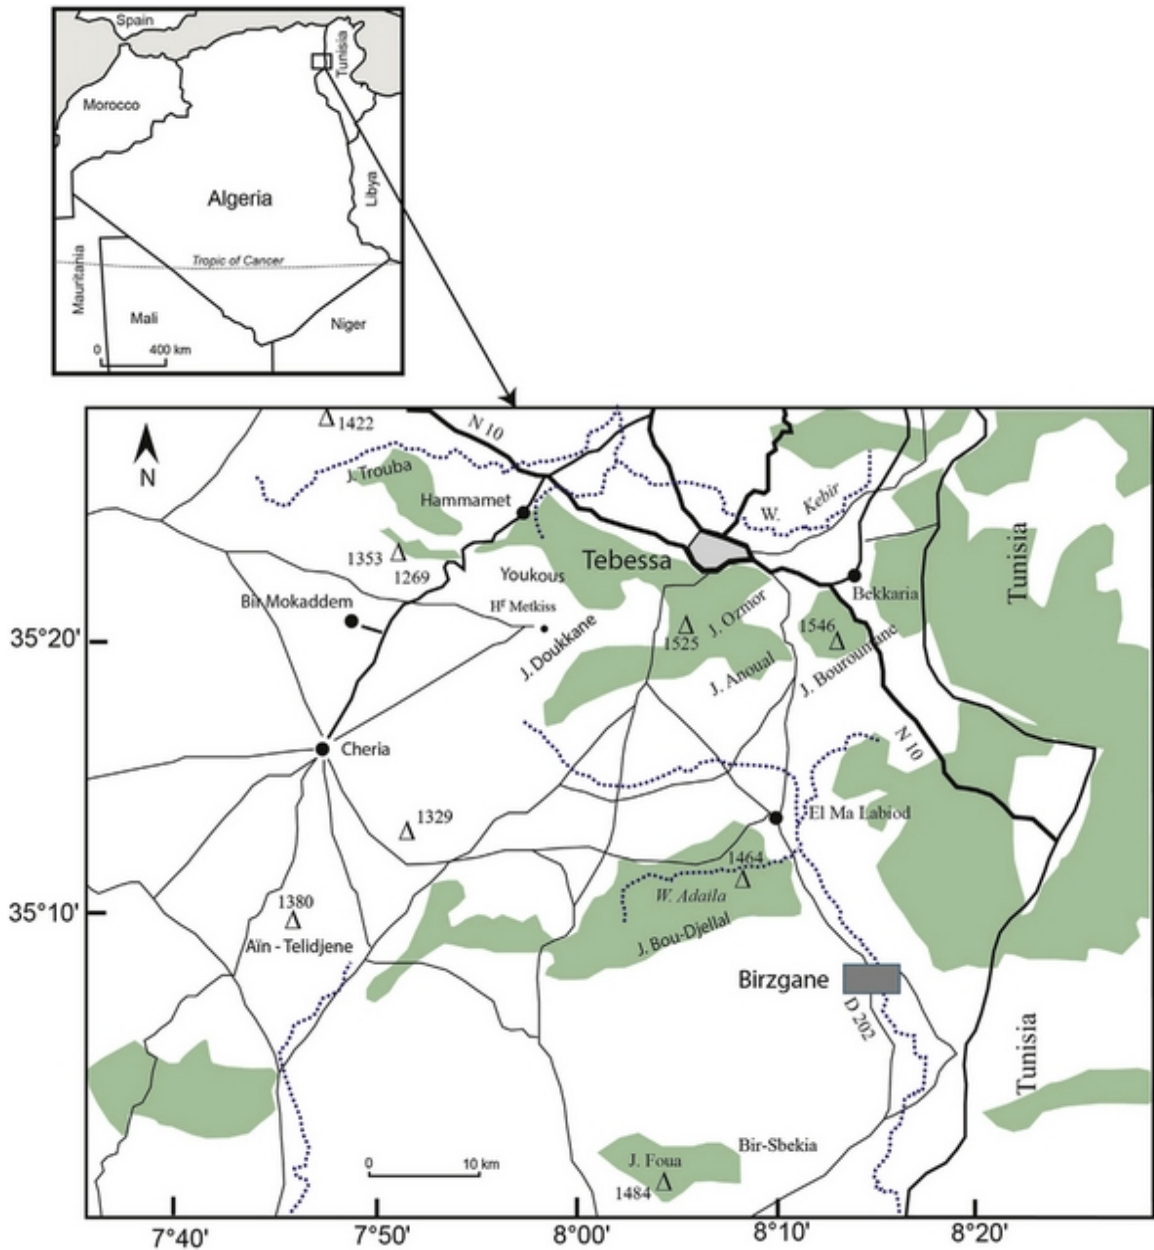 Spain
Tunisia
Morocco
Algeria
Libya
Tropic of Cancer
Mauritania
Mali
Niger
0 400 km
1422
N 10
J. Trouba
N
Hammamet
W. Kebir
1353
Tebessa
1269
Youkous
Tunisia
Bekkaria
Bir Mokaddem
Hr Metkiss
J. Ozmor
1546
35°20'
J. Doukkane
1525
J. Anoual
J. Bouroumane
Cheria
N 10
1329
El Ma Labiod
1464
W. Adaila
1380
35°10'
Aïn - Telidjene
J. Bou-Djellal
Birzgane
D 202
Tunisia
Bir-Sbekia
0 10 km
J. Foua
1484
7°40' 7°50' 8°00' 8°10' 8°20'